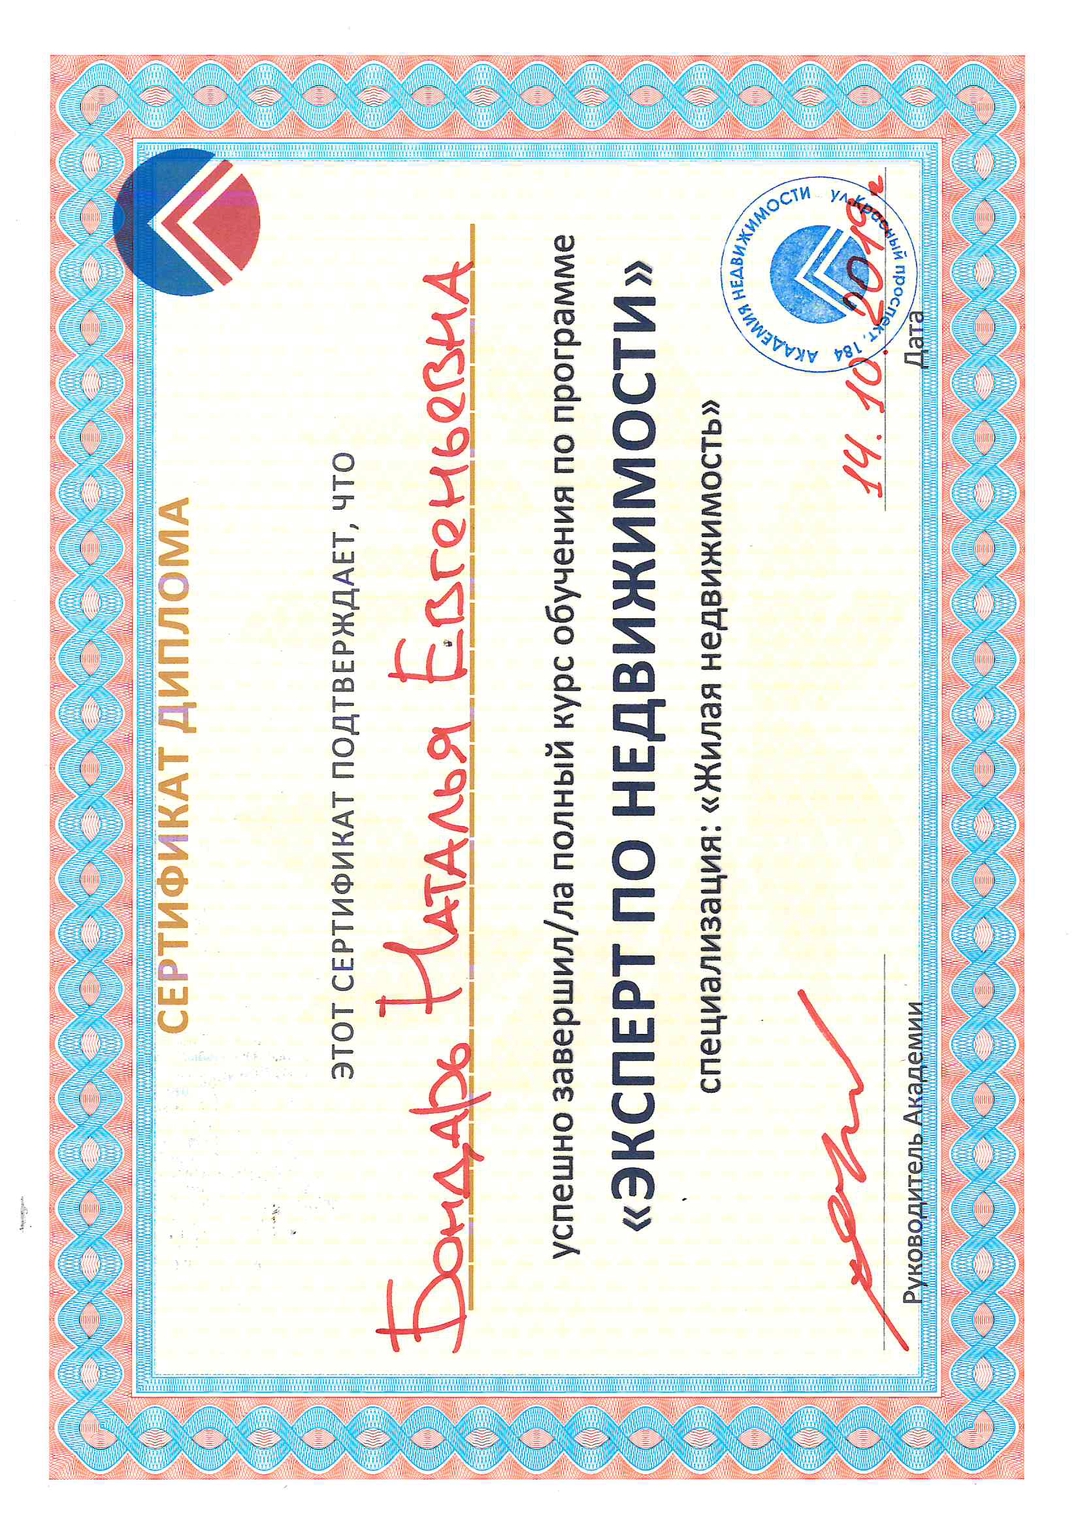 СЕРТИФИКАТ ДИПЛОМА
ЭТОТ СЕРТИФИКАТ ПОДТВЕРЖДАЕТ, ЧТО
Бондарь Наталья Евгеньевна
успешно завершил/ла полный курс обучения по программе
«ЭКСПЕРТ ПО НЕДВИЖИМОСТИ»
специализация: «Жилая недвижимость»
14. 10. 2019г
Руководитель Академии
Дата
АКАДЕМИЯ НЕДВИЖИМОСТИ ул.Красный проспект, 184